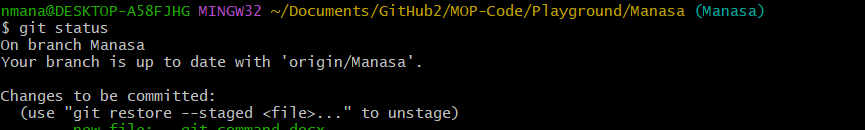 nmana@DESKTOP-A58FJHG MINGW32 ~/Documents/GitHub2/MOP-Code/Playground/Manasa (Manasa)
$ git status
On branch Manasa
Your branch is up to date with 'origin/Manasa'.
Changes to be committed:
(use "git restore --staged <file>..." to unstage)
new file: git command.docx